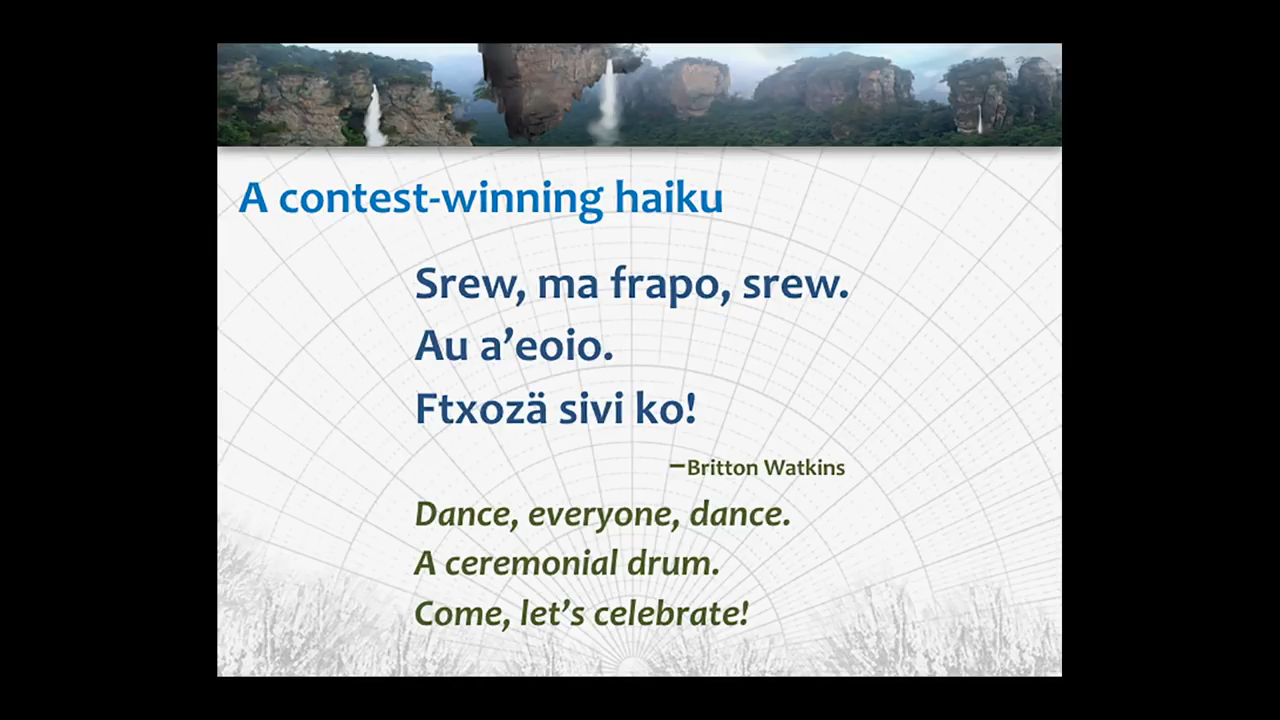 A contest-winning haiku
Srew, ma frapo, srew.
Au a’eoio.
Ftxozä sivi ko!
–Britton Watkins
Dance, everyone, dance.
A ceremonial drum.
Come, let’s celebrate!